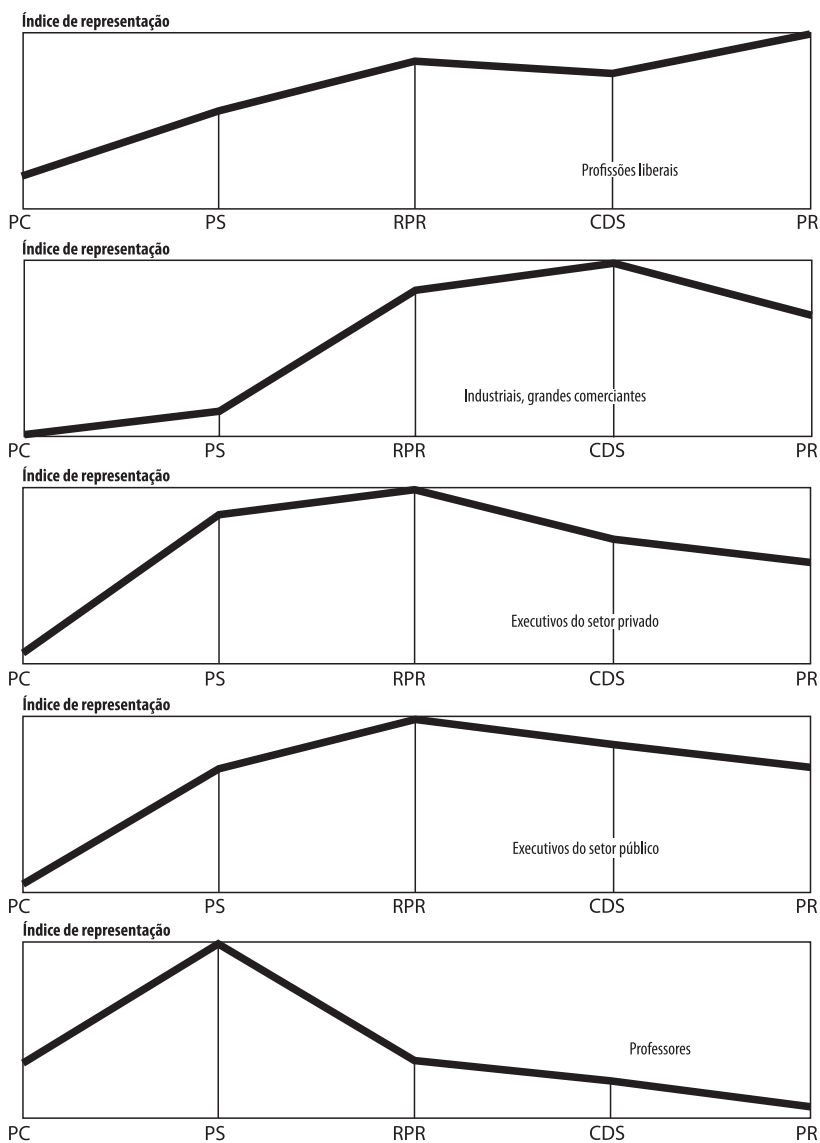 Índice de representação
Profissões liberais
PC PS RPR CDS PR
Índice de representação
Industriais, grandes comerciantes
PC PS RPR CDS PR
Índice de representação
Executivos do setor privado
PC PS RPR CDS PR
Índice de representação
Executivos do setor público
PC PS RPR CDS PR
Índice de representação
Professores
PC PS RPR CDS PR